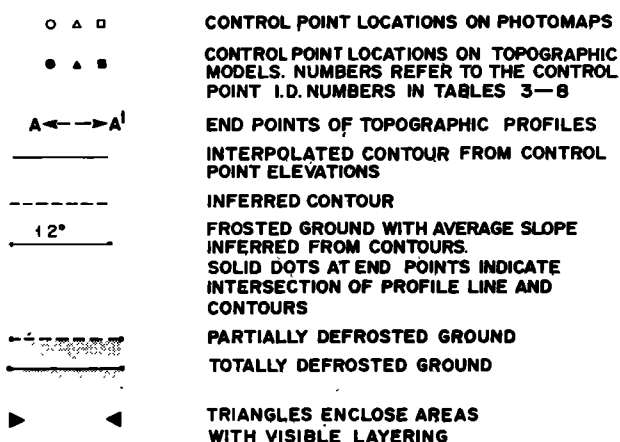 CONTROL POINT LOCATIONS ON PHOTOMAPS
CONTROL POINT LOCATIONS ON TOPOGRAPHIC
MODELS. NUMBERS REFER TO THE CONTROL
POINT I.D. NUMBERS IN TABLES 3—8
A A' END POINTS OF TOPOGRAPHIC PROFILES
INTERPOLATED CONTOUR FROM CONTROL
POINT ELEVATIONS
INFERRED CONTOUR
12° FROSTED GROUND WITH AVERAGE SLOPE
INFERRED FROM CONTOURS.
SOLID DOTS AT END POINTS INDICATE
INTERSECTION OF PROFILE LINE AND
CONTOURS
PARTIALLY DEFROSTED GROUND
TOTALLY DEFROSTED GROUND
TRIANGLES ENCLOSE AREAS
WITH VISIBLE LAYERING